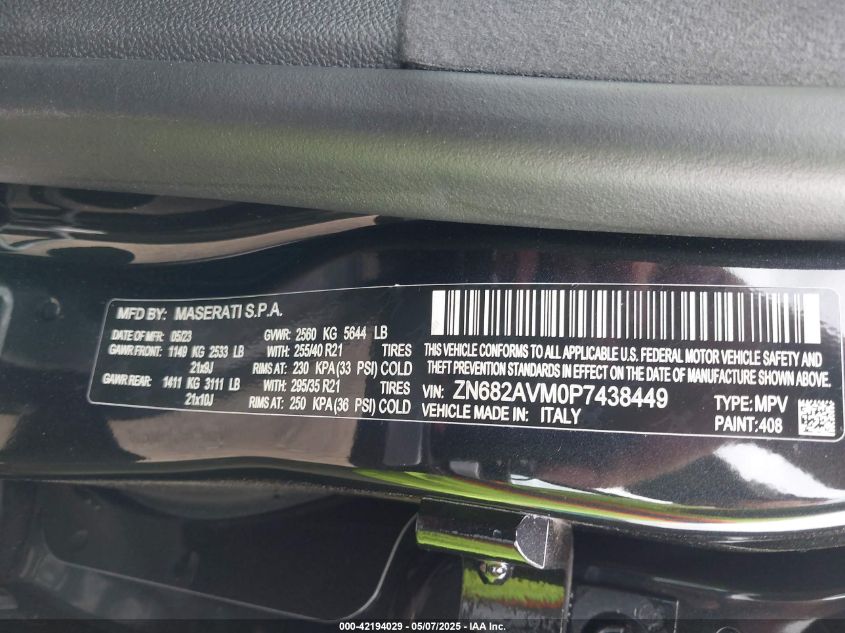 MFD BY: MASERATI S.P.A.
DATE OF MFR: 05/23 GVWR: 2560 KG 5644 LB
GAWR FRONT: 1149 KG 2533 LB WITH: 255/40 R21 TIRES
21x9J RIMS AT: 230 KPA (33 PSI) COLD
GAWR REAR: 1411 KG 3111 LB WITH: 295/35 R21 TIRES
21x10J RIMS AT: 250 KPA (36 PSI) COLD
THIS VEHICLE CONFORMS TO ALL APPLICABLE U.S. FEDERAL MOTOR VEHICLE SAFETY AND
THEFT PREVENTION STANDARDS IN EFFECT ON THE DATE OF MANUFACTURE SHOWN ABOVE
VIN: ZN682AVM0P7438449 TYPE: MPV
VEHICLE MADE IN: ITALY PAINT: 408
000-42194029 - 05/07/2025 - IAA Inc.